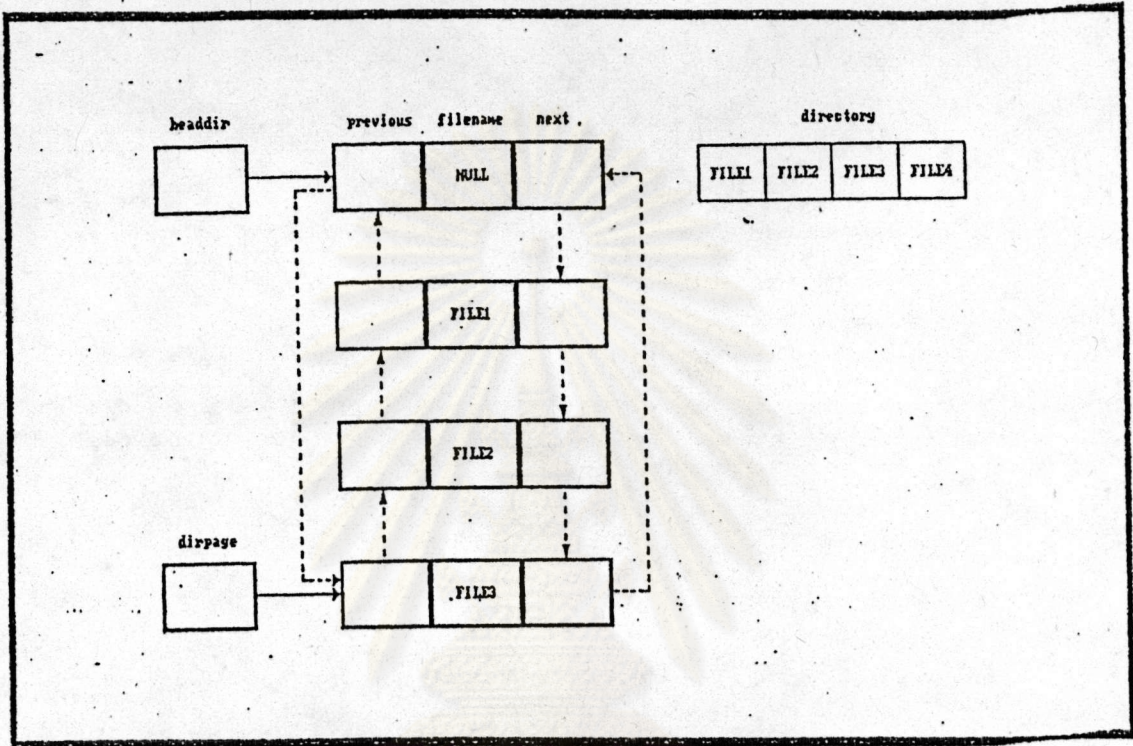 headdir previous filename next directory
NULL FILE1 FILE2 FILE3 FILE4
FILE1
FILE2
dirpage
FILE3